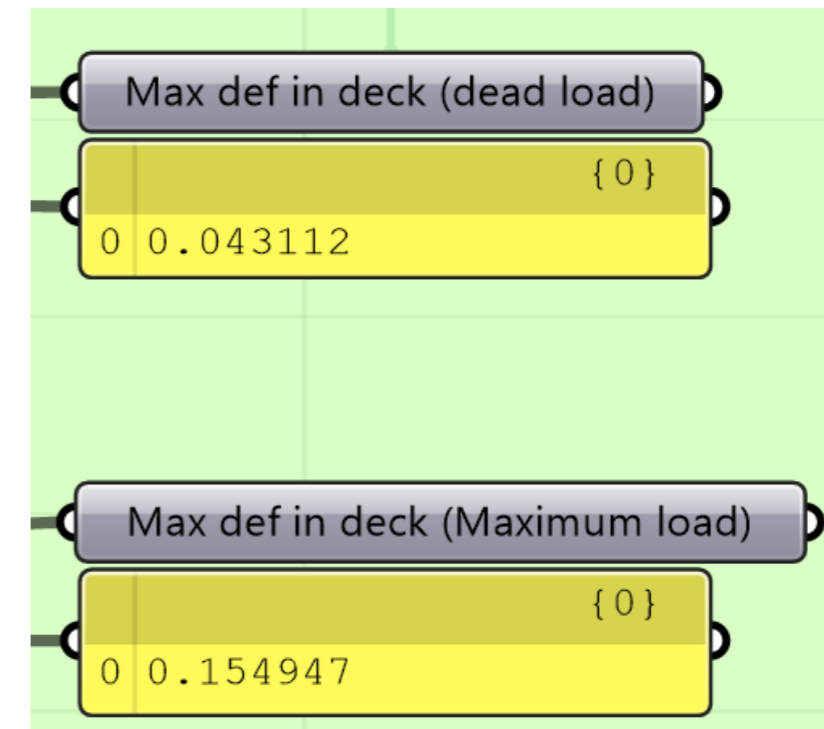 Max def in deck (dead load)
{0}
0 0.043112
Max def in deck (Maximum load)
{0}
0 0.154947